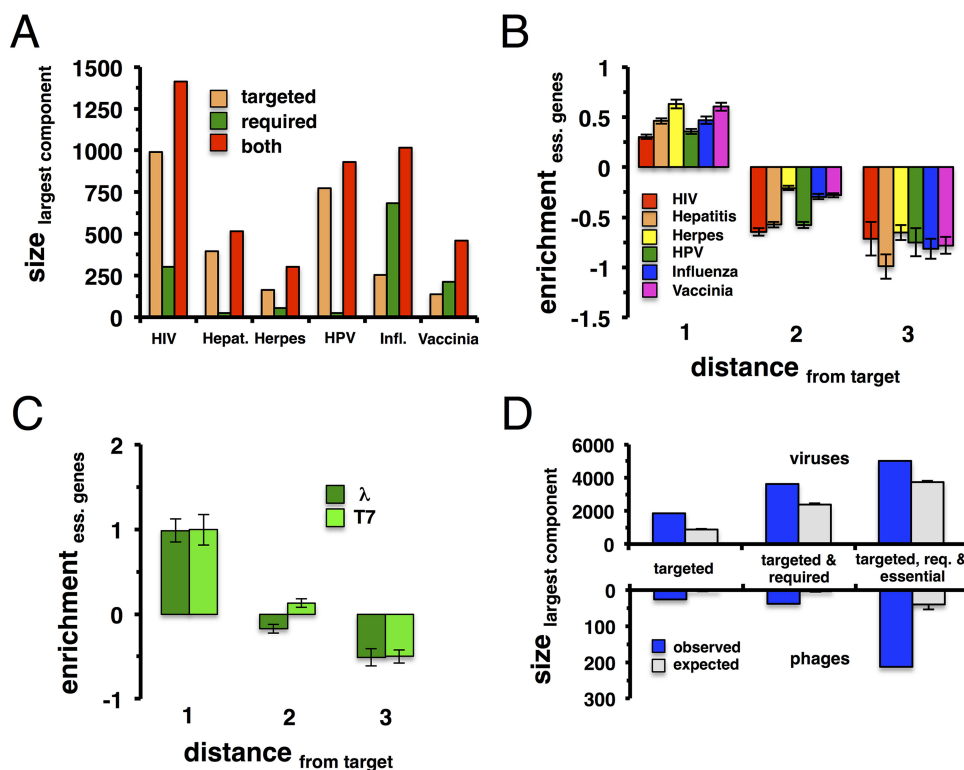 A
size largest component
1500
1250
1000
750
500
250
0
targeted
required
both
HIV Hepat. Herpes HPV Infl. Vaccinia
B
enrichment ess. genes
1
0.5
0
-0.5
-1
-1.5
HIV
Hepatitis
Herpes
HPV
Influenza
Vaccinia
1 2 3
distance from target
C
enrichment ess. genes
2
1
0
-1
λ
T7
1 2 3
distance from target
D
size largest component
6000
4000
2000
0
viruses
targeted
targeted &
required
targeted, req. &
essential
0
100
200
300
observed
expected
phages